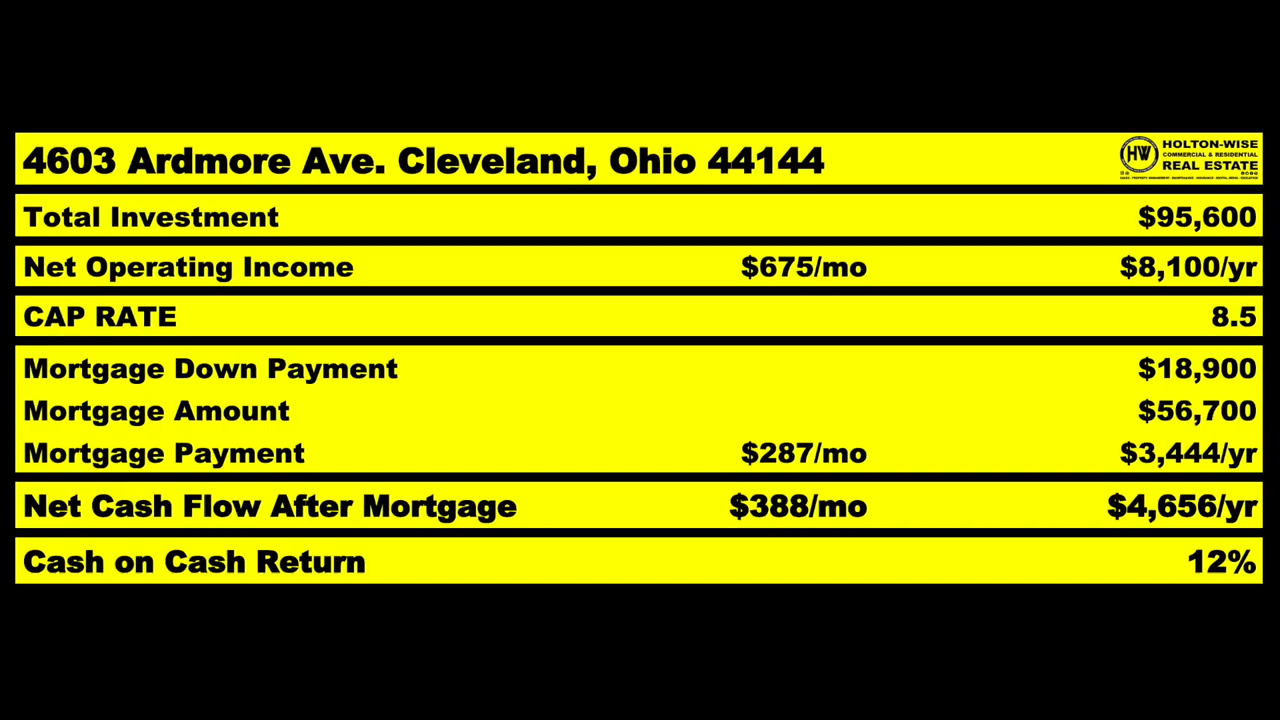 4603 Ardmore Ave. Cleveland, Ohio 44144
HW HOLTON-WISE
COMMERCIAL & RESIDENTIAL
REAL ESTATE
Total Investment $95,600
Net Operating Income $675/mo $8,100/yr
CAP RATE 8.5
Mortgage Down Payment $18,900
Mortgage Amount $56,700
Mortgage Payment $287/mo $3,444/yr
Net Cash Flow After Mortgage $388/mo $4,656/yr
Cash on Cash Return 12%